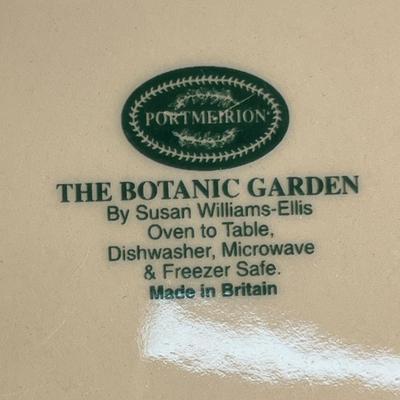 PORTMEIRION
THE BOTANIC GARDEN
By Susan Williams-Ellis
Oven to Table,
Dishwasher, Microwave
& Freezer Safe.
Made in Britain